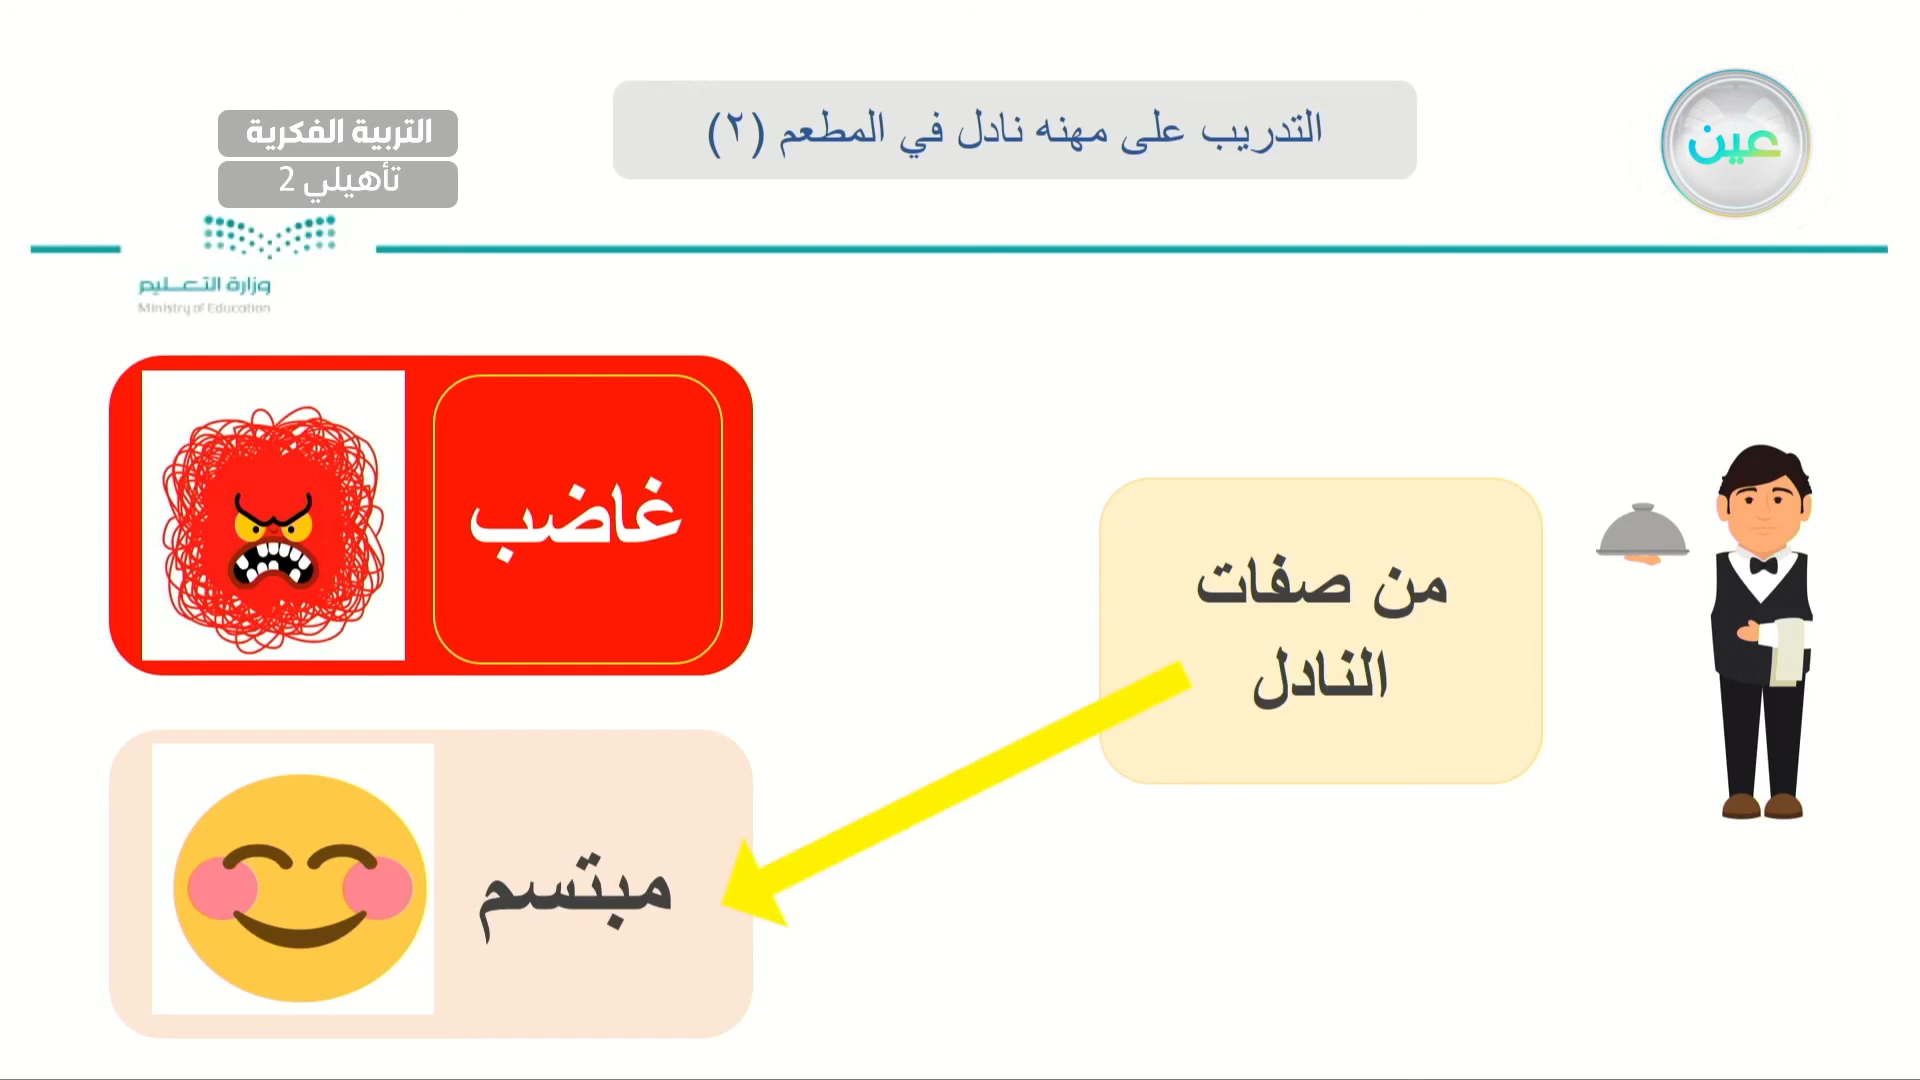 عين
التدريب على مهنه نادل في المطعم (٢)
التربية الفكرية
تأهيلي 2
وزارة التعليم
Ministry of Education
من صفات
النادل
غاضب
مبتسم